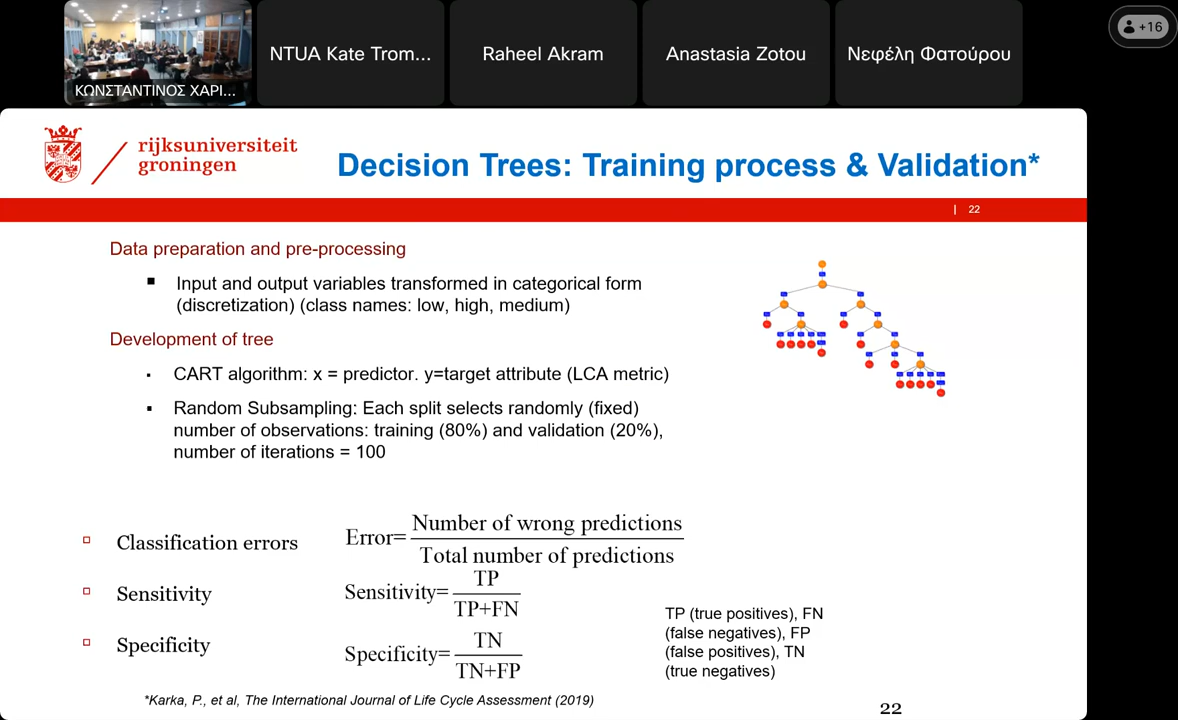 ΚΩΝΣΤΑΝΤΙΝΟΣ ΧΑΡΙ...
NTUA Kate Trom...
Raheel Akram
Anastasia Zotou
Νεφέλη Φατούρου
+16
rijksuniversiteit
groningen
Decision Trees: Training process & Validation*
| 22
Data preparation and pre-processing
Input and output variables transformed in categorical form
(discretization) (class names: low, high, medium)
Development of tree
CART algorithm: x = predictor. y=target attribute (LCA metric)
Random Subsampling: Each split selects randomly (fixed)
number of observations: training (80%) and validation (20%),
number of iterations = 100
Classification errors
Error=
Number of wrong predictions
Total number of predictions
Sensitivity
Sensitivity=
TP
TP+FN
Specificity
Specificity=
TN
TN+FP
TP (true positives), FN
(false negatives), FP
(false positives), TN
(true negatives)
*Karka, P., et al, The International Journal of Life Cycle Assessment (2019)
22